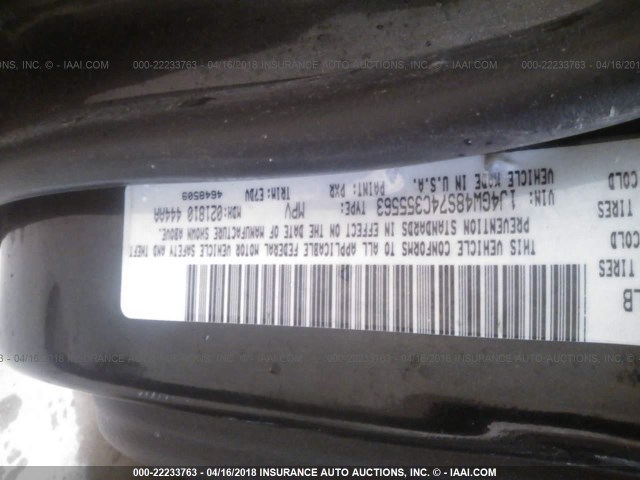 000-22233763 - 04/16/2018 INSURANCE AUTO AUCTIONS, INC. - © IAAI.COM
LB
TIRES
COLD
TIRES
COLD
THIS VEHICLE CONFORMS TO ALL APPLICABLE FEDERAL MOTOR VEHICLE SAFETY AND THEFT
PREVENTION STANDARDS IN EFFECT ON THE DATE OF MANUFACTURE SHOWN ABOVE.
VIN: 1J4GW48S74C355563 TYPE: MPV MDH:021810 444AA
VEHICLE MADE IN U.S.A. PAINT: PXR TRIM:E7DV 4648509
000-22233763 - 04/16/2018 INSURANCE AUTO AUCTIONS, INC. - © IAAI.COM